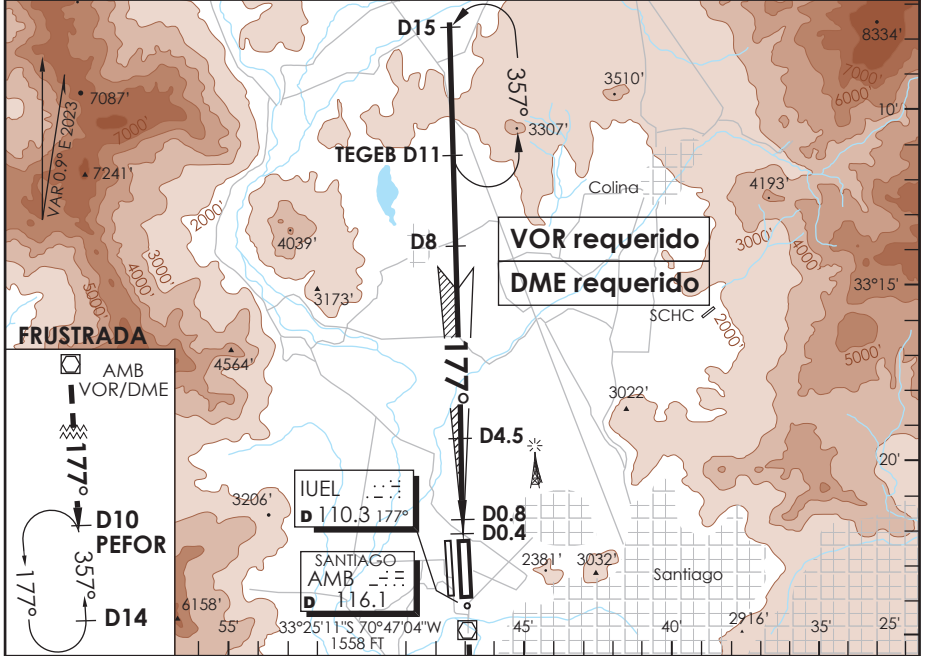 D15
8334'
7000'
6000'
3510'
7087'
7000'
10'
357°
3307'
VAR 0.9° E 2023
TEGEB D11
7241'
Colina
4193'
2000'
4039'
D8
VOR requerido
3000'
4000'
3000'
4000'
DME requerido
33°15'
5000'
3173'
SCHC
2000'
FRUSTRADA
177°
5000'
4564'
AMB
VOR/DME
3022'
D4.5
177°
20'
IUEL
D 110.3 177°
3206'
D0.8
D0.4
D10
PEFOR
SANTIAGO
AMB
D 116.1
2381'
3032'
Santiago
357°
177°
6158'
D14
2916'
33°25'11"S 70°47'04"W
1558 FT
55'
45'
40'
35'
25'